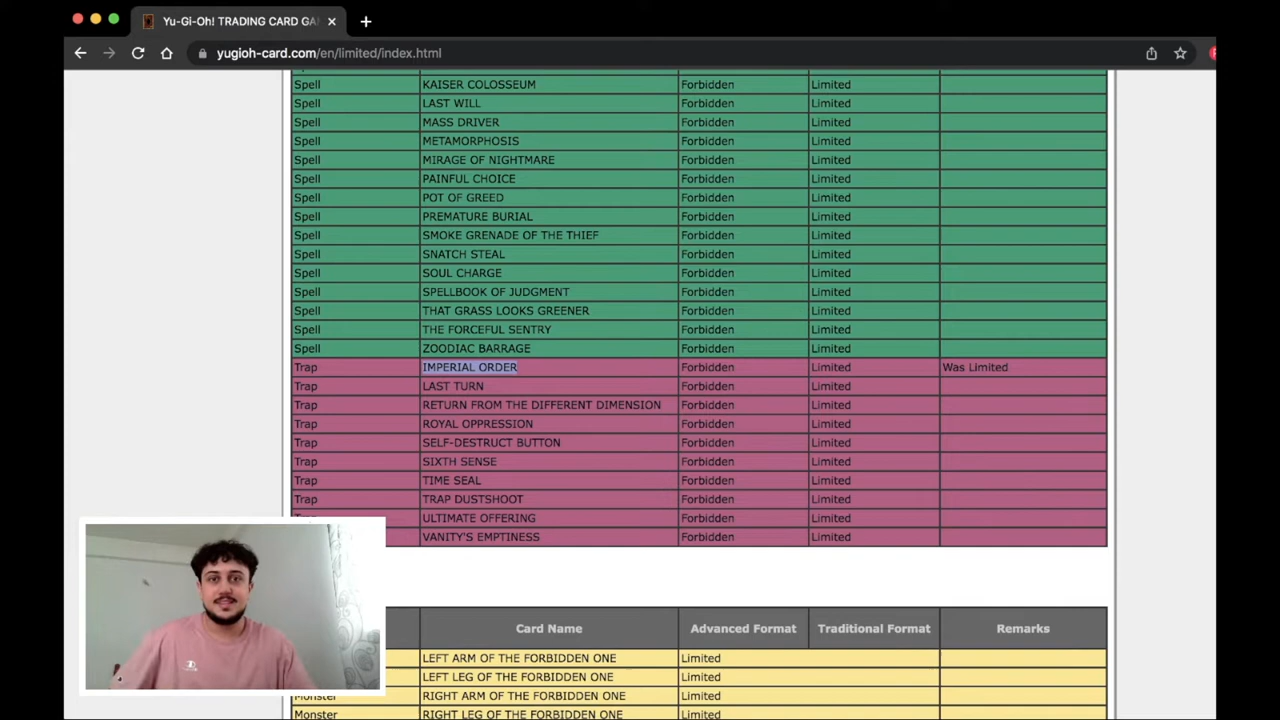 Yu-Gi-Oh! TRADING CARD GA
yugioh-card.com/en/limited/index.html
Spell KAISER COLOSSEUM Forbidden Limited
Spell LAST WILL Forbidden Limited
Spell MASS DRIVER Forbidden Limited
Spell METAMORPHOSIS Forbidden Limited
Spell MIRAGE OF NIGHTMARE Forbidden Limited
Spell PAINFUL CHOICE Forbidden Limited
Spell POT OF GREED Forbidden Limited
Spell PREMATURE BURIAL Forbidden Limited
Spell SMOKE GRENADE OF THE THIEF Forbidden Limited
Spell SNATCH STEAL Forbidden Limited
Spell SOUL CHARGE Forbidden Limited
Spell SPELLBOOK OF JUDGMENT Forbidden Limited
Spell THAT GRASS LOOKS GREENER Forbidden Limited
Spell THE FORCEFUL SENTRY Forbidden Limited
Spell ZOODIAC BARRAGE Forbidden Limited
Trap IMPERIAL ORDER Forbidden Limited Was Limited
Trap LAST TURN Forbidden Limited
Trap RETURN FROM THE DIFFERENT DIMENSION Forbidden Limited
Trap ROYAL OPPRESSION Forbidden Limited
Trap SELF-DESTRUCT BUTTON Forbidden Limited
Trap SIXTH SENSE Forbidden Limited
Trap TIME SEAL Forbidden Limited
Trap TRAP DUSTSHOOT Forbidden Limited
Trap ULTIMATE OFFERING Forbidden Limited
VANITY'S EMPTINESS Forbidden Limited
Card Name Advanced Format Traditional Format Remarks
LEFT ARM OF THE FORBIDDEN ONE Limited
LEFT LEG OF THE FORBIDDEN ONE Limited
Monster RIGHT ARM OF THE FORBIDDEN ONE Limited
Monster RIGHT LEG OF THE FORBIDDEN ONE Limited